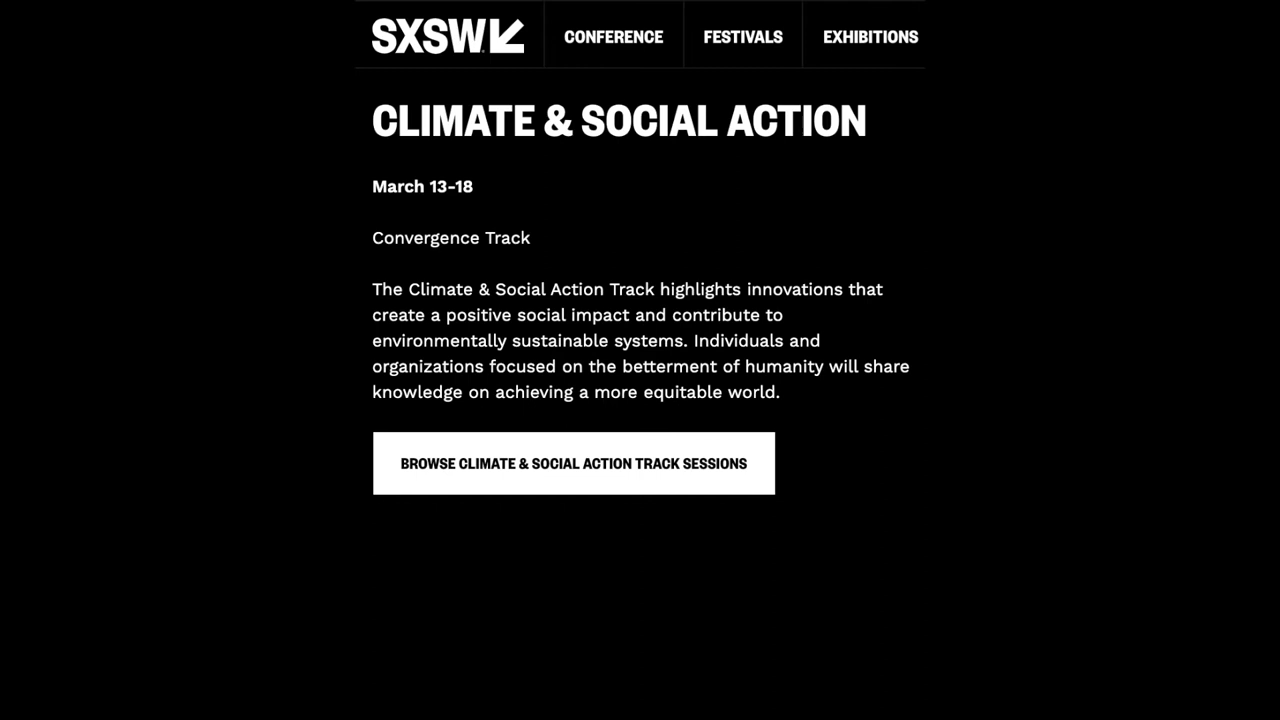 SXSW CONFERENCE FESTIVALS EXHIBITIONS
CLIMATE & SOCIAL ACTION
March 13-18
Convergence Track
The Climate & Social Action Track highlights innovations that
create a positive social impact and contribute to
environmentally sustainable systems. Individuals and
organizations focused on the betterment of humanity will share
knowledge on achieving a more equitable world.
BROWSE CLIMATE & SOCIAL ACTION TRACK SESSIONS